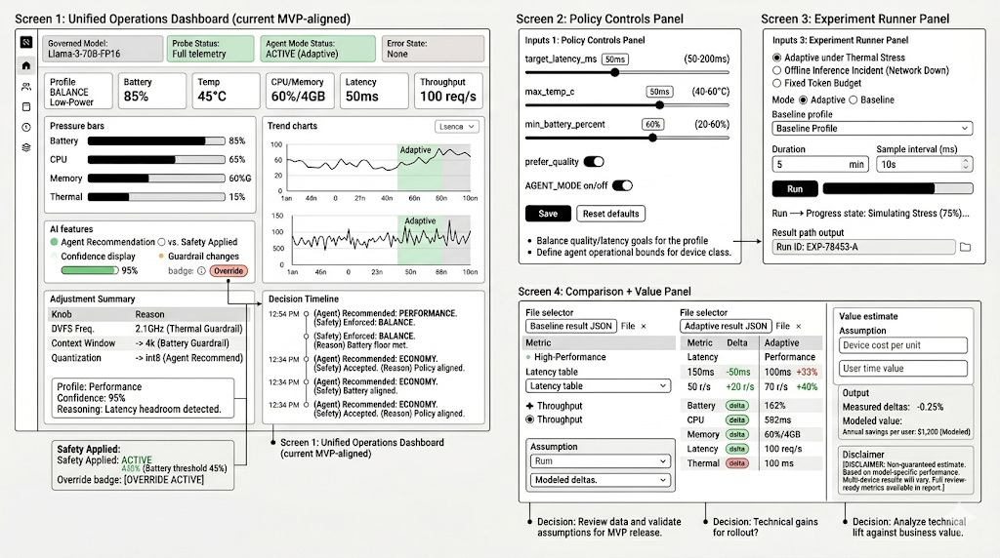 Screen 1: Unified Operations Dashboard (current MVP-aligned)
Governed Model:
Llama-3-70B-FP16
Probe Status:
Full telemetry
Agent Mode Status:
ACTIVE (Adaptive)
Error State:
None
Profile
BALANCE
Low-Power
Battery
85%
Temp
45°C
CPU/Memory
60%/4GB
Latency
50ms
Throughput
100 req/s
Pressure bars
Battery 85%
CPU 65%
Memory 60%G
Thermal 15%
Trend charts
Lsence
Adaptive
100
60
20
0
1am 46n 0 21n 43n 50n 88n 0n
Adaptive
150
100
500
0
1an 46n 0 20n 40n 60n 88n 10n
AI features
Agent Recommendation vs. Safety Applied
Confidence display Guardrail changes
95% badge: Override
Adjustment Summary
Knob Reason
DVFS Freq. 2.1GHz (Thermal Guardrail)
Context Window -> 4k (Battery Guardrail)
Quantization -> int8 (Agent Recommend)
Profile: Performance
Confidence: 95%
Reasoning: Latency headroom detected.
Decision Timeline
12:54 PM (Agent) Recommended: PERFORMANCE.
(Safety) Enforced: BALANCE.
(Safety) Enforced: BALANCE.
(Reason) Battery floor met.
12:34 PM (Agent) Recommended: ECONOMY.
(Safety) Accepted. (Reason) Policy aligned.
12:34 PM (Agent) Recommended: ECONOMY.
(Safety) Battery aligned.
12:34 PM (Agent) Recommended: ECONOMY.
(Safety) Accepted. (Reason) Policy aligned.
Safety Applied:
Safety Applied: ACTIVE
(Battery threshold 45%)
Override badge: [OVERRIDE ACTIVE]
Screen 1: Unified Operations Dashboard
(current MVP-aligned)
Screen 2: Policy Controls Panel
Inputs 1: Policy Controls Panel
target_latency_ms 50ms (50-200ms)
max_temp_c 50ms (40-60°C)
min_battery_percent 60% (20-60%)
prefer_quality
AGENT_MODE on/off
Save Reset defaults
• Balance quality/latency goals for the profile
• Define agent operational bounds for device class.
Screen 3: Experiment Runner Panel
Inputs 3: Experiment Runner Panel
Adaptive under Thermal Stress
Offline Inference Incident (Network Down)
Fixed Token Budget
Mode Adaptive Baseline
Baseline profile
Baseline Profile
Duration Sample interval (ms)
5 min 10s
Run
Run → Progress state: Simulating Stress (75%)...
Result path output
Run ID: EXP-78453-A
Screen 4: Comparison + Value Panel
File selector
Baseline result JSON File ×
Metric
High-Performance
Latency table
Latency
Throughput
Throughput
Assumption
Rum
Modeled deltas.
File selector
Adaptive result JSON File ×
Metric Delta Adaptive
Latency Performance
150ms -50ms 100ms +33%
50 r/s +20 r/s 70 r/s +40%
Battery delta 162%
CPU delta 582ms
Memory delta 60%/4GB
Latency delta 100 req/s
Thermal delta 100 ms
Value estimate
Assumption
Device cost per unit
User time value
Output
Measured deltas: -0.25%
Modeled value:
Annual savings per user: $1,200 (Modeled)
Disclaimer
[DISCLAIMER: Non-guaranteed estimate.
Based on model-specific performance.
Multi-device resulte will vary. Full review-
ready metrics available in report.]
Decision: Review data and validate
assumptions for MVP release.
Decision: Technical gains
for rollout?
Decision: Analyze technical
lift against business value.